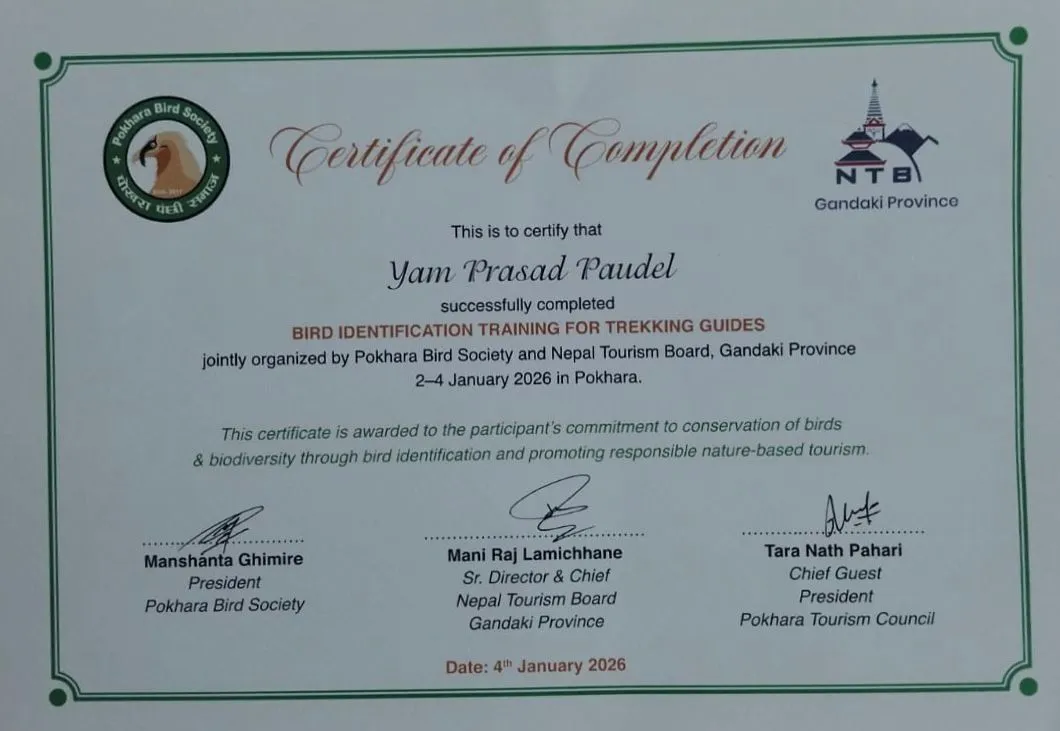 Pokhara Bird Society
पोखरा पंछी समाज
Certificate of Completion
NTB
Gandaki Province
This is to certify that
Yam Prasad Paudel
successfully completed
BIRD IDENTIFICATION TRAINING FOR TREKKING GUIDES
jointly organized by Pokhara Bird Society and Nepal Tourism Board, Gandaki Province
2–4 January 2026 in Pokhara.
This certificate is awarded to the participant's commitment to conservation of birds
& biodiversity through bird identification and promoting responsible nature-based tourism.
Manshanta Ghimire
President
Pokhara Bird Society
Mani Raj Lamichhane
Sr. Director & Chief
Nepal Tourism Board
Gandaki Province
Tara Nath Pahari
Chief Guest
President
Pokhara Tourism Council
Date: 4th January 2026